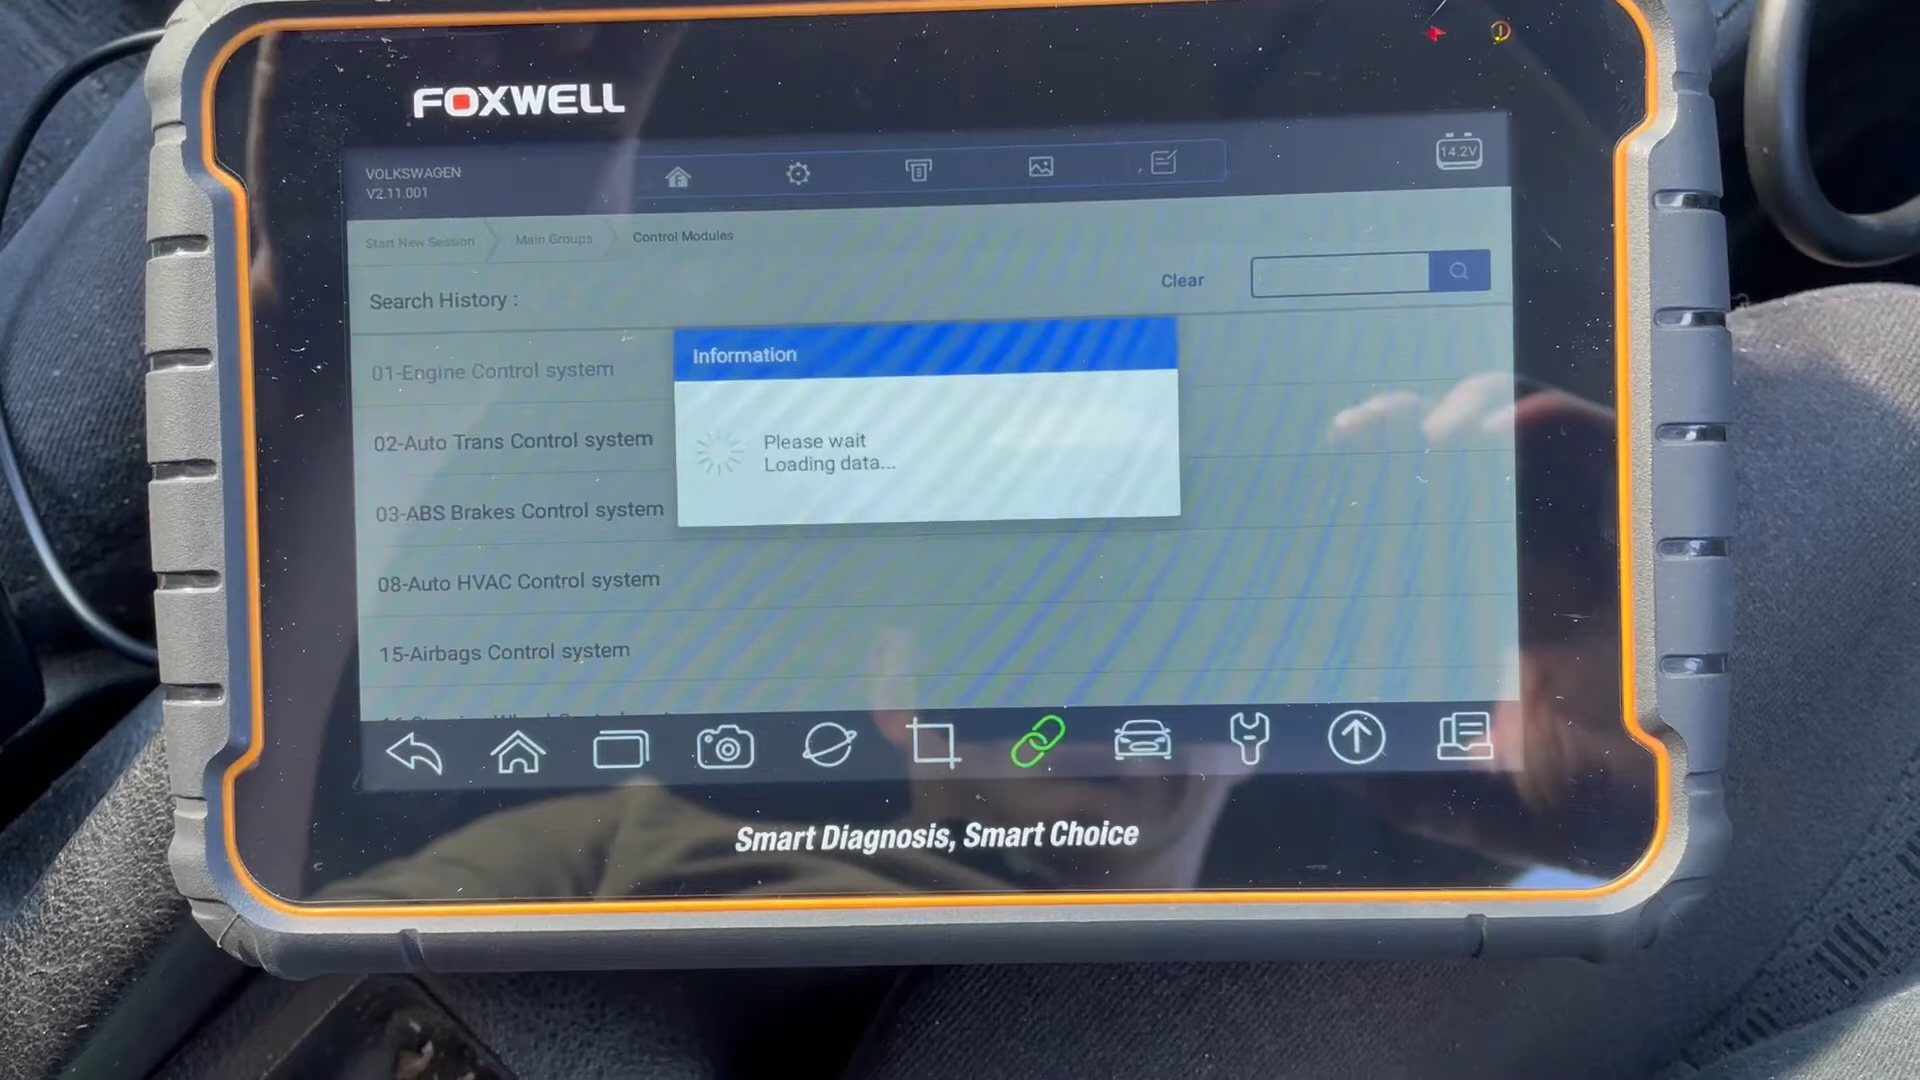 FOXWELL
VOLKSWAGEN
V2.11.001
14.2V
Start New Session
Main Groups
Control Modules
Clear
Search History :
Information
01-Engine Control system
Please wait
Loading data...
02-Auto Trans Control system
03-ABS Brakes Control system
08-Auto HVAC Control system
15-Airbags Control system
Smart Diagnosis, Smart Choice